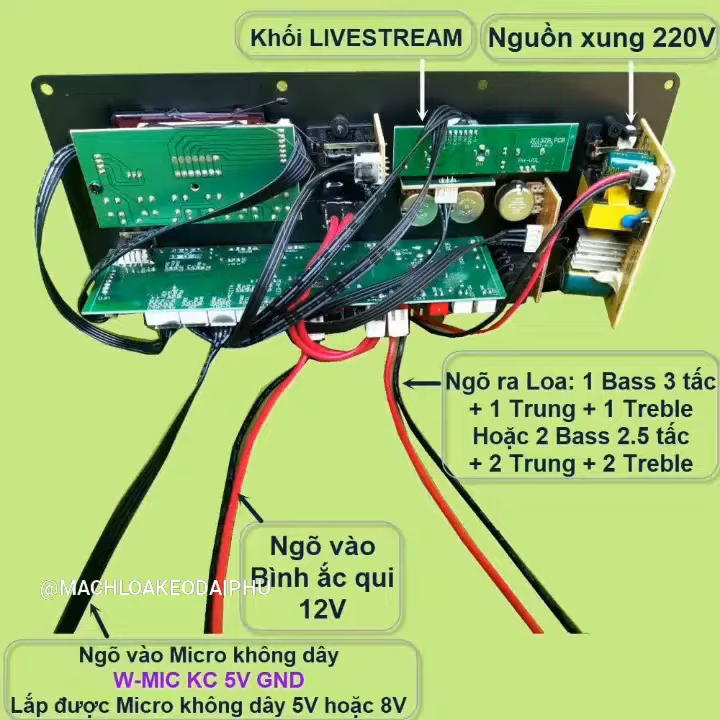 Khối LIVESTREAM
Nguồn xung 220V
Ngõ ra Loa: 1 Bass 3 tấc
+ 1 Trung + 1 Treble
Hoặc 2 Bass 2.5 tấc
+ 2 Trung + 2 Treble
Ngõ vào
Bình ắc qui
12V
@MACHLOAKEODAIPHU
Ngõ vào Micro không dây
W-MIC KC 5V GND
Lắp được Micro không dây 5V hoặc 8V